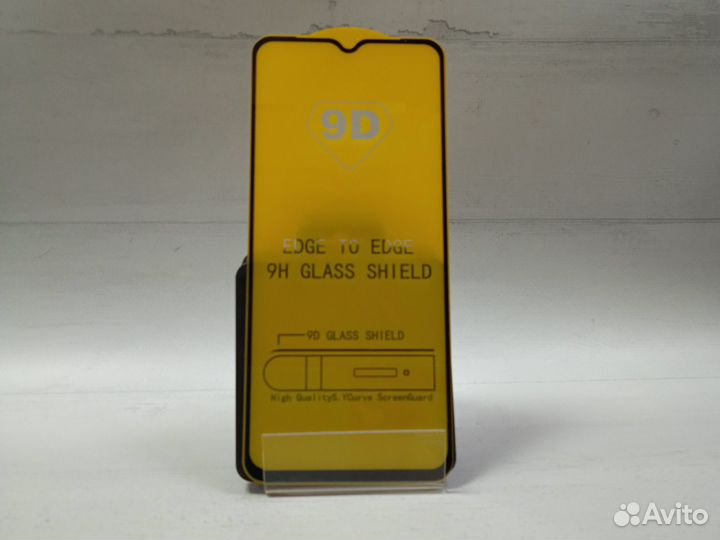 9D
EDGE TO EDGE
9H GLASS SHIELD
9D GLASS SHIELD
High Quality5.YCurve ScreenGuard
Avito